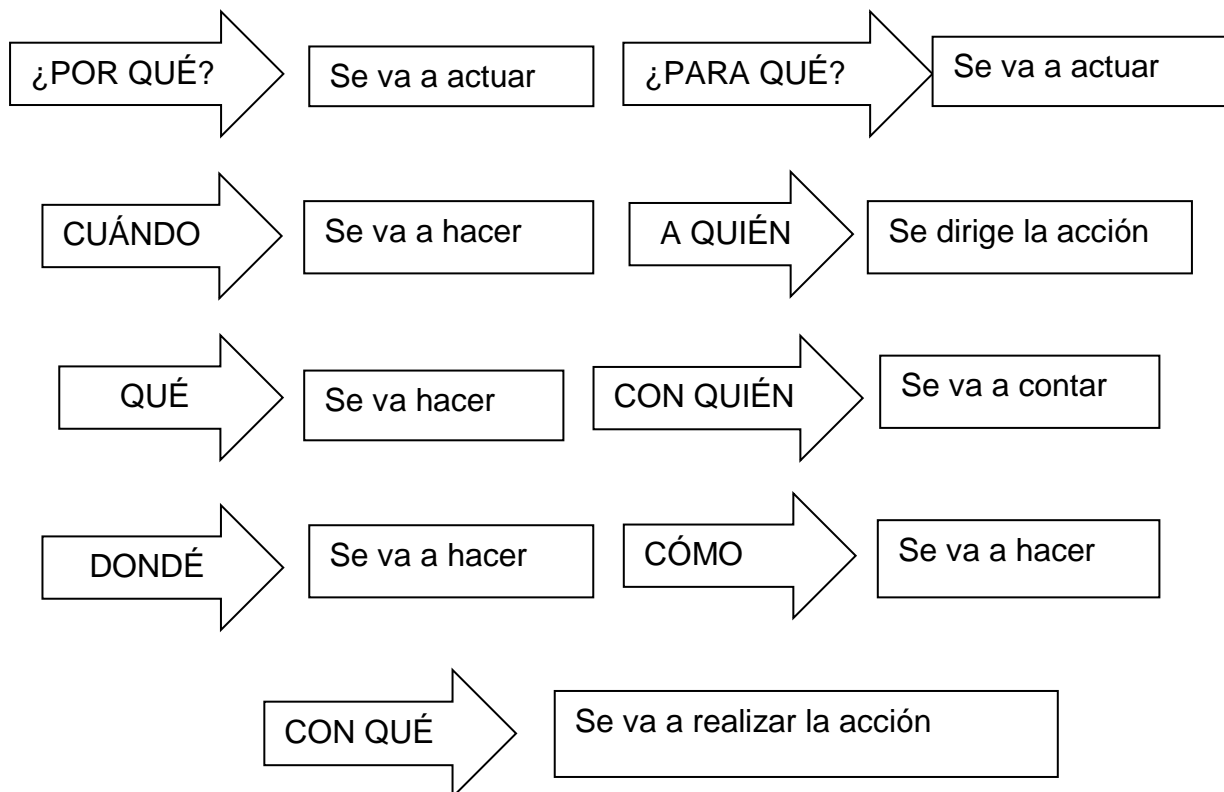 ¿POR QUÉ? Se va a actuar ¿PARA QUÉ? Se va a actuar
CUÁNDO Se va a hacer A QUIÉN Se dirige la acción
QUÉ Se va hacer CON QUIÉN Se va a contar
DONDÉ Se va a hacer CÓMO Se va a hacer
CON QUÉ Se va a realizar la acción